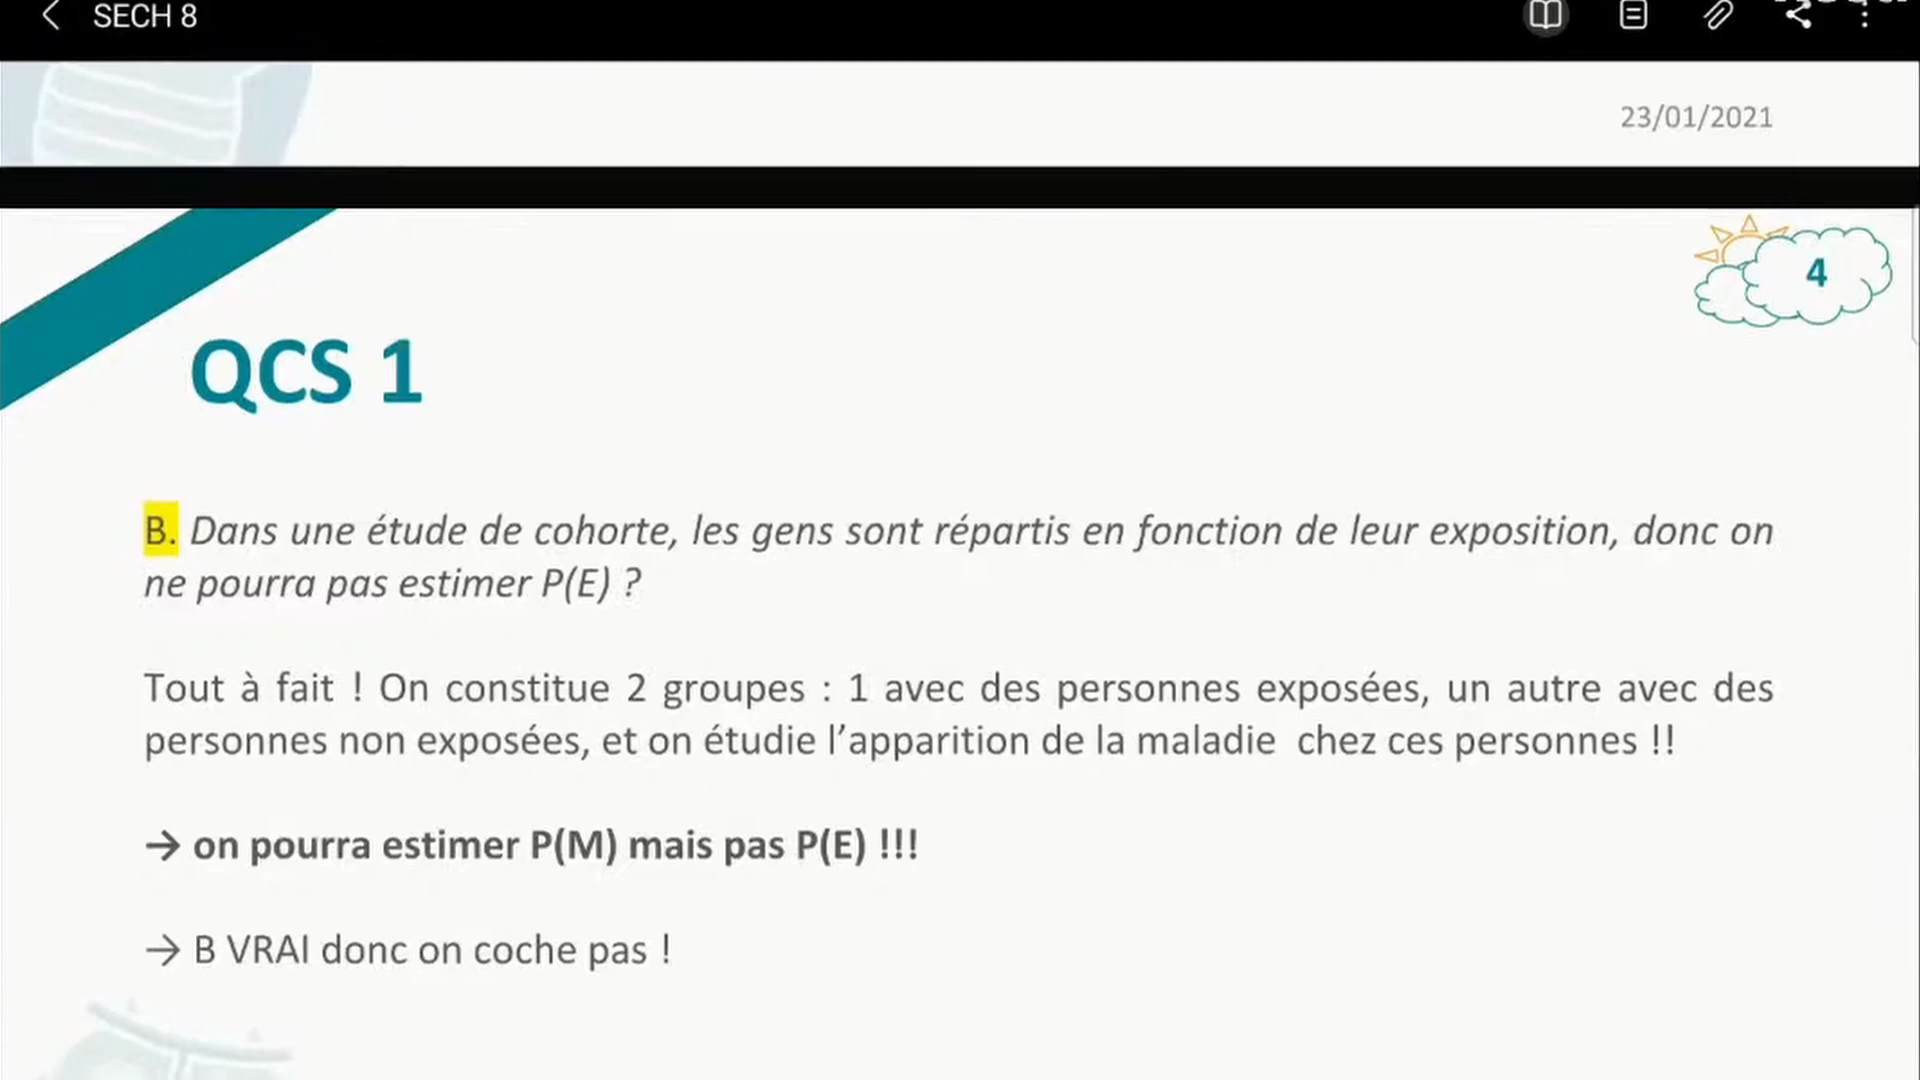 SECH 8
23/01/2021
4
QCS 1
B. Dans une étude de cohorte, les gens sont répartis en fonction de leur exposition, donc on
ne pourra pas estimer P(E) ?
Tout à fait ! On constitue 2 groupes : 1 avec des personnes exposées, un autre avec des
personnes non exposées, et on étudie l’apparition de la maladie chez ces personnes !!
→ on pourra estimer P(M) mais pas P(E) !!!
→ B VRAI donc on coche pas !